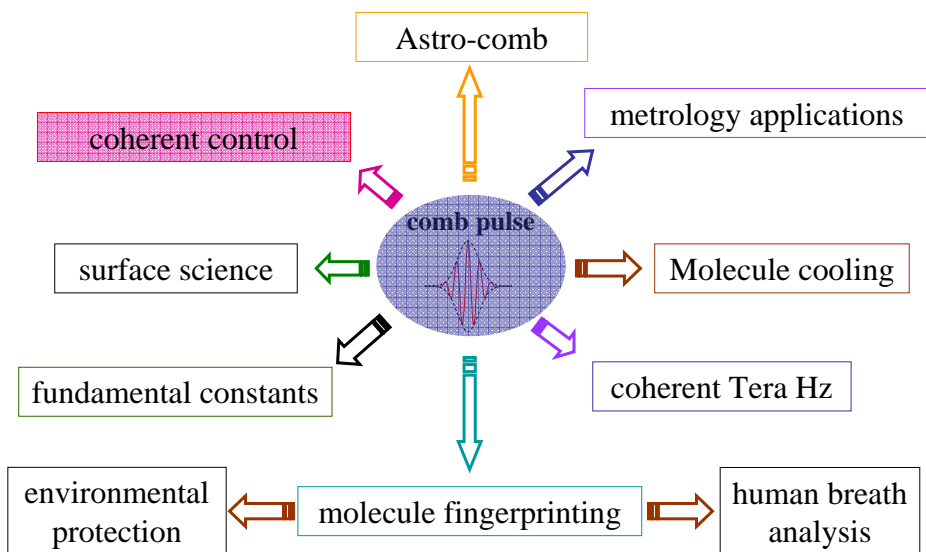 Astro-comb
metrology applications
coherent control
comb pulse
surface science
Molecule cooling
fundamental constants
coherent Tera Hz
environmental
protection
molecule fingerprinting
human breath
analysis